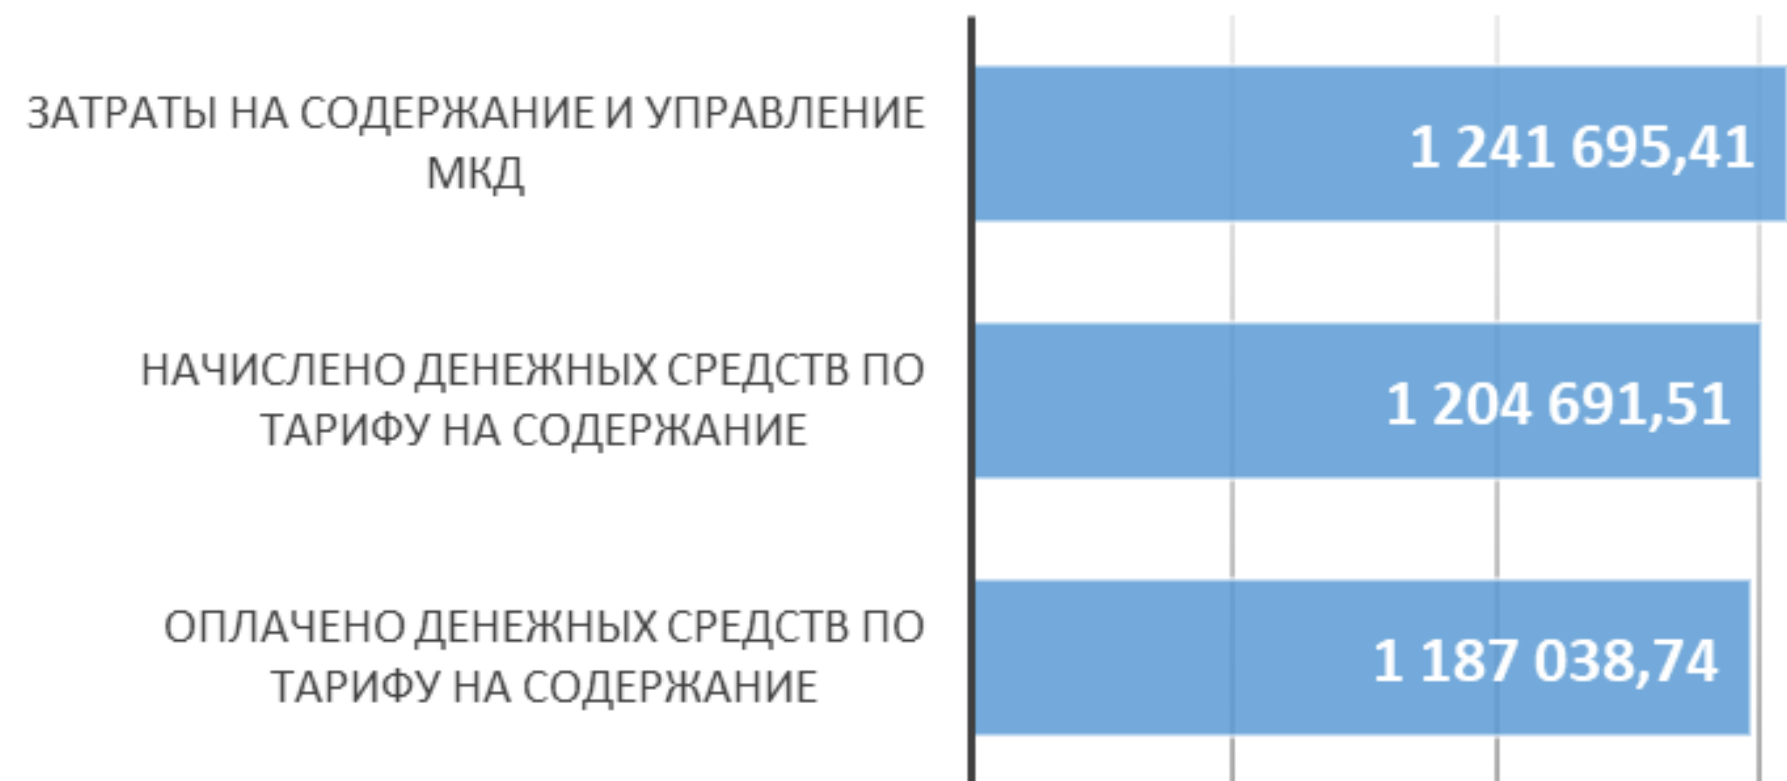 ЗАТРАТЫ НА СОДЕРЖАНИЕ И УПРАВЛЕНИЕ
МКД
1 241 695,41
НАЧИСЛЕНО ДЕНЕЖНЫХ СРЕДСТВ ПО
ТАРИФУ НА СОДЕРЖАНИЕ
1 204 691,51
ОПЛАЧЕНО ДЕНЕЖНЫХ СРЕДСТВ ПО
ТАРИФУ НА СОДЕРЖАНИЕ
1 187 038,74